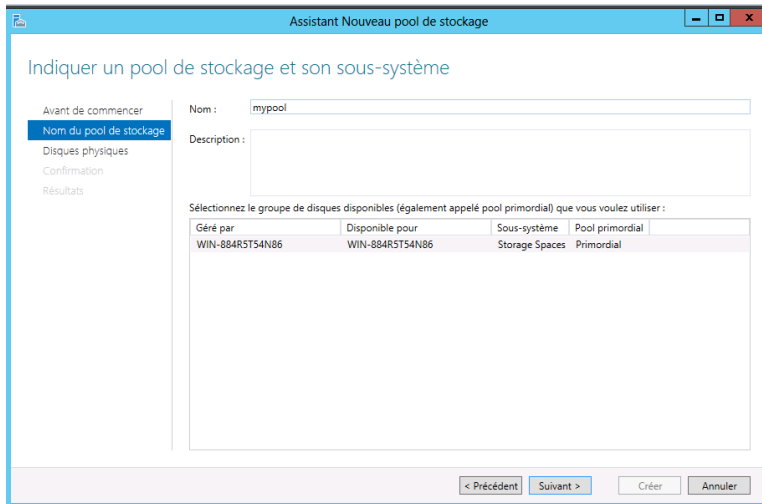 Assistant Nouveau pool de stockage
Indiquer un pool de stockage et son sous-système
Avant de commencer
Nom du pool de stockage
Disques physiques
Confirmation
Résultats
Nom :
mypool
Description :
Sélectionnez le groupe de disques disponibles (également appelé pool primordial) que vous voulez utiliser :
Géré par Disponible pour Sous-système Pool primordial
WIN-884R5T54N86 WIN-884R5T54N86 Storage Spaces Primordial
< Précédent Suivant > Créer Annuler